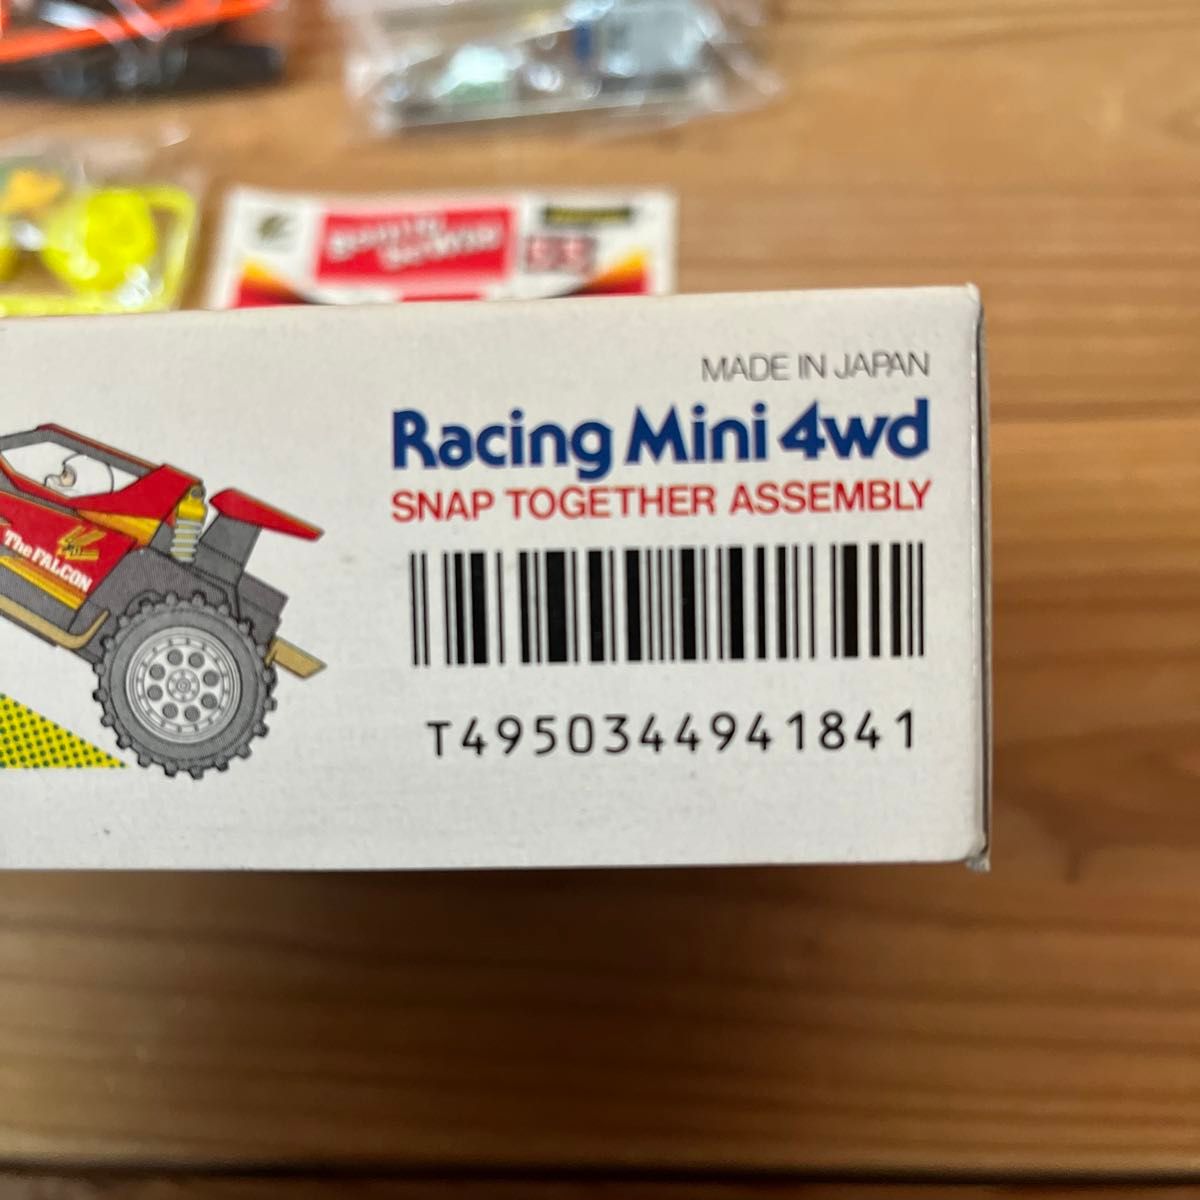 MADE IN JAPAN
Racing Mini 4wd
SNAP TOGETHER ASSEMBLY
The FALCON
T4950344941841